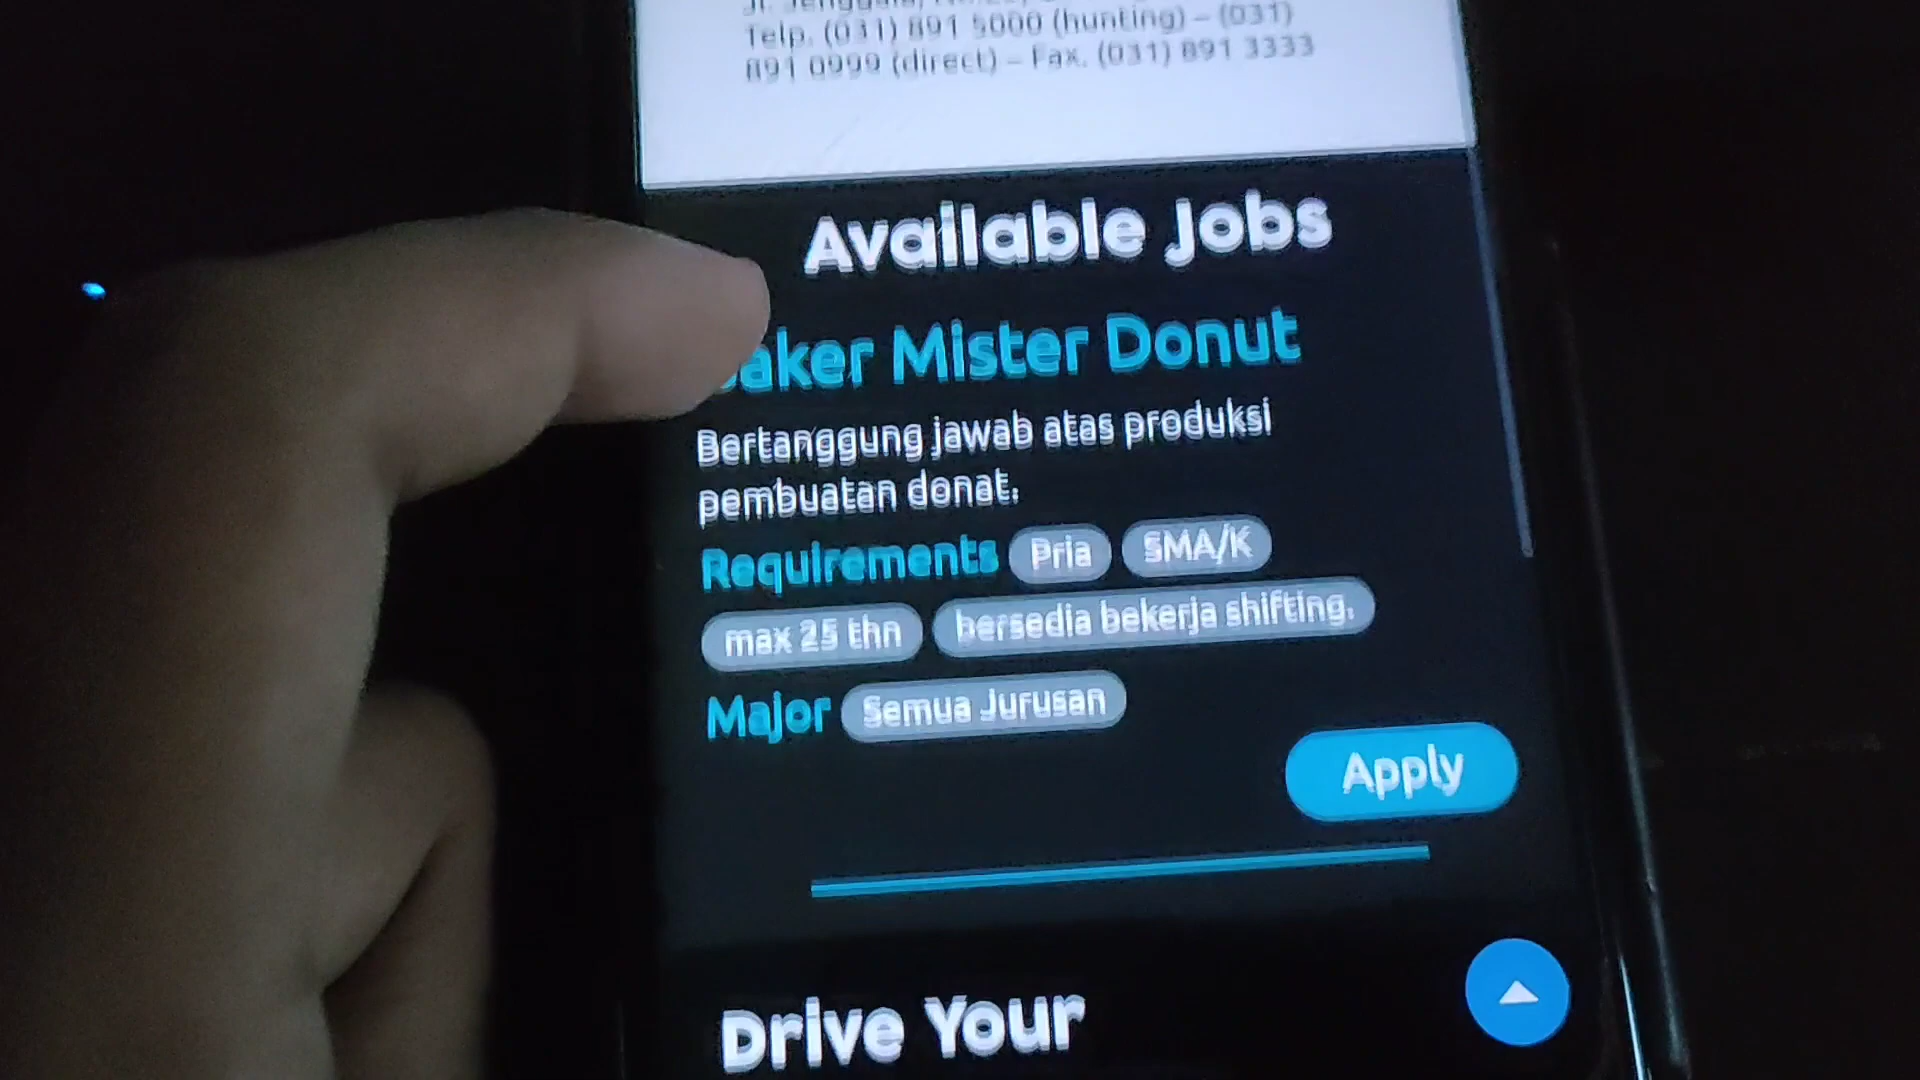 Telp. (031) 891 5000 (hunting) – (031)
891 0999 (direct) – Fax. (031) 891 3333
Available Jobs
aker Mister Donut
Bertanggung jawab atas produksi
pembuatan donat.
Requirements Pria SMA/K
max 25 thn bersedia bekerja shifting.
Major Semua Jurusan
Apply
Drive Your